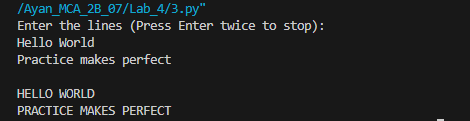 /Ayan_MCA_2B_07/Lab_4/3.py"
Enter the lines (Press Enter twice to stop):
Hello World
Practice makes perfect

HELLO WORLD
PRACTICE MAKES PERFECT